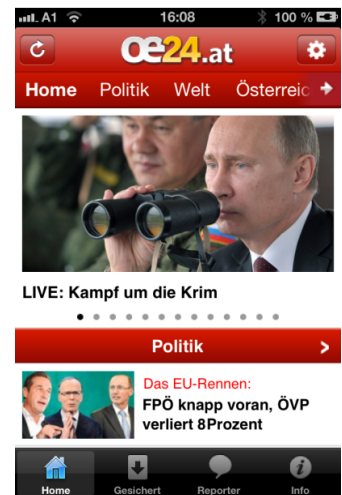 A1 16:08 100 %
oe24.at
Home Politik Welt Österreic
LIVE: Kampf um die Krim
Politik
Das EU-Rennen:
FPÖ knapp voran, ÖVP
verliert 8Prozent
Home Gesichert Reporter Info